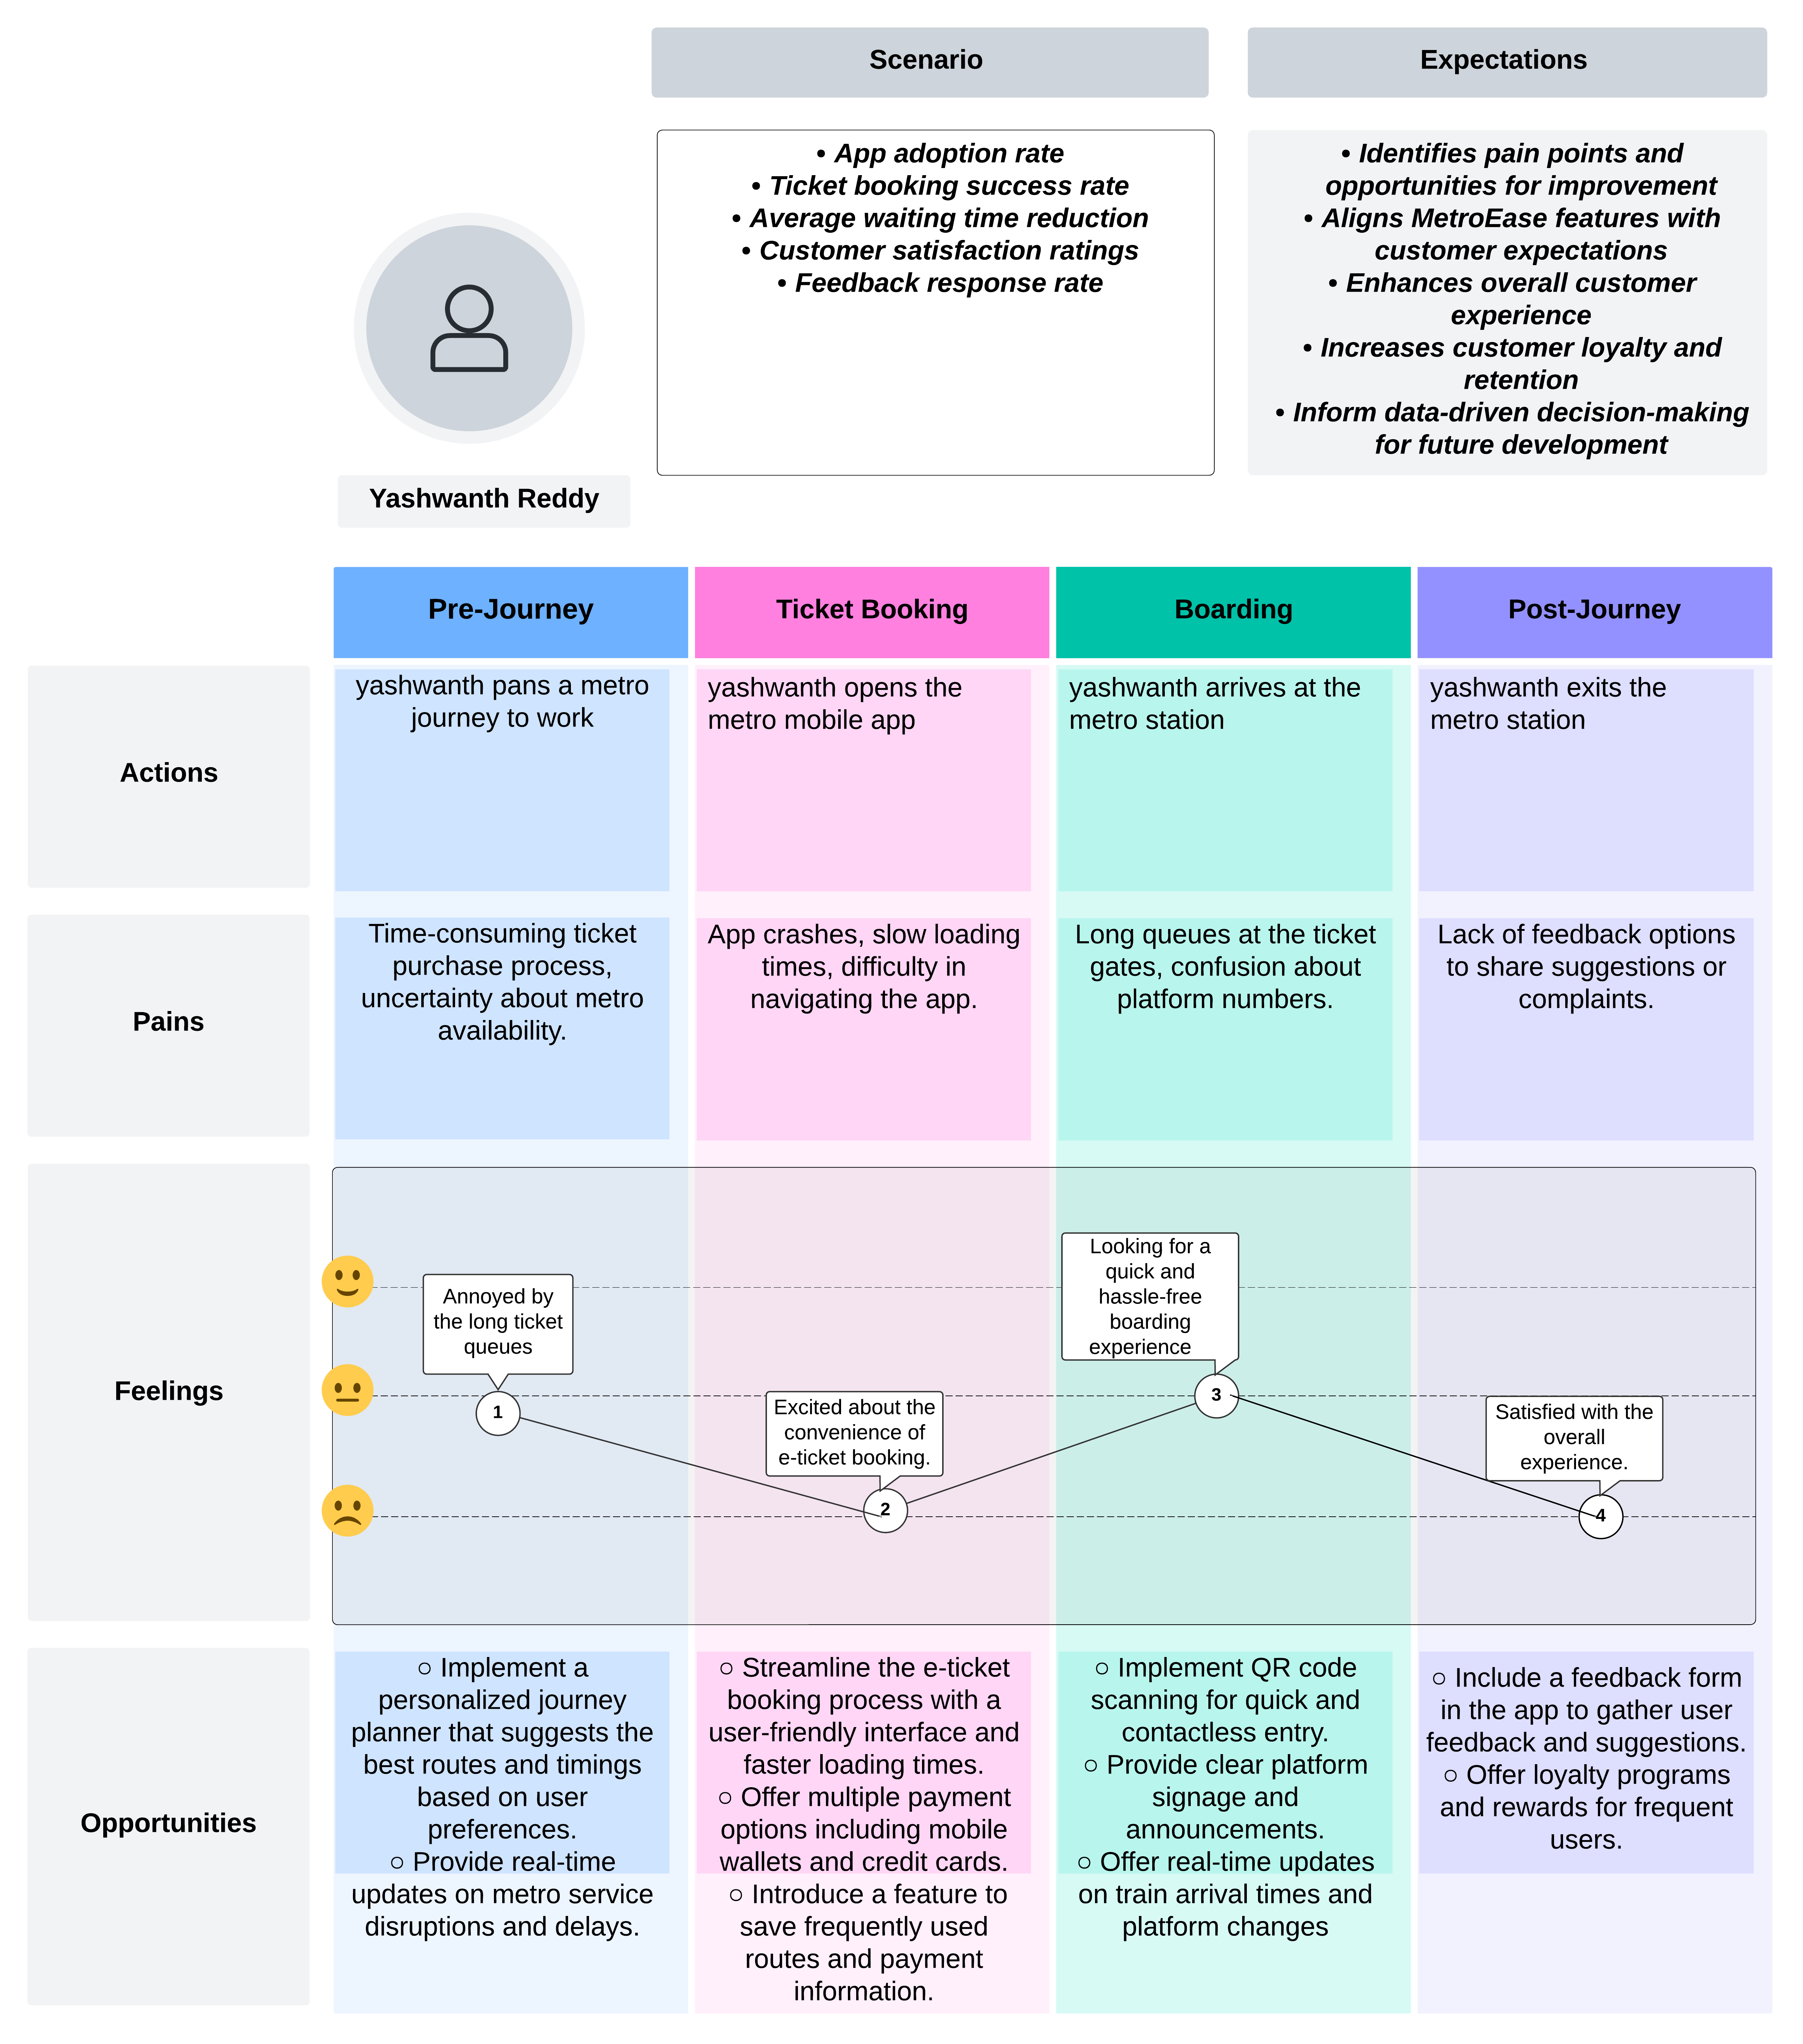 Scenario
Expectations
• App adoption rate
• Ticket booking success rate
• Average waiting time reduction
• Customer satisfaction ratings
• Feedback response rate
• Identifies pain points and
opportunities for improvement
• Aligns MetroEase features with
customer expectations
• Enhances overall customer
experience
• Increases customer loyalty and
retention
• Inform data-driven decision-making
for future development
Yashwanth Reddy
Pre-Journey
Ticket Booking
Boarding
Post-Journey
Actions
yashwanth pans a metro
journey to work
yashwanth opens the
metro mobile app
yashwanth arrives at the
metro station
yashwanth exits the
metro station
Pains
Time-consuming ticket
purchase process,
uncertainty about metro
availability.
App crashes, slow loading
times, difficulty in
navigating the app.
Long queues at the ticket
gates, confusion about
platform numbers.
Lack of feedback options
to share suggestions or
complaints.
Feelings
Annoyed by
the long ticket
queues
1
Excited about the
convenience of
e-ticket booking.
2
Looking for a
quick and
hassle-free
boarding
experience
3
Satisfied with the
overall
experience.
4
Opportunities
○ Implement a
personalized journey
planner that suggests the
best routes and timings
based on user
preferences.
○ Provide real-time
updates on metro service
disruptions and delays.
○ Streamline the e-ticket
booking process with a
user-friendly interface and
faster loading times.
○ Offer multiple payment
options including mobile
wallets and credit cards.
○ Introduce a feature to
save frequently used
routes and payment
information.
○ Implement QR code
scanning for quick and
contactless entry.
○ Provide clear platform
signage and
announcements.
○ Offer real-time updates
on train arrival times and
platform changes
○ Include a feedback form
in the app to gather user
feedback and suggestions.
○ Offer loyalty programs
and rewards for frequent
users.